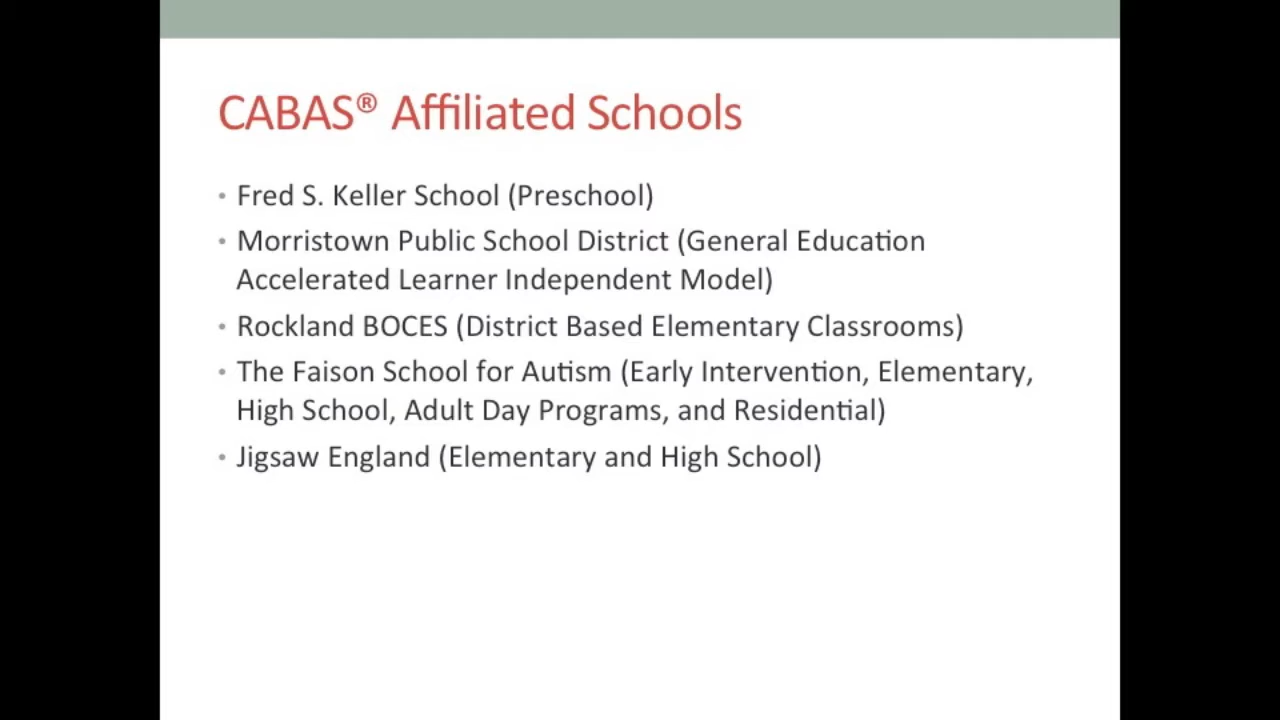 CABAS® Affiliated Schools
• Fred S. Keller School (Preschool)
• Morristown Public School District (General Education
Accelerated Learner Independent Model)
• Rockland BOCES (District Based Elementary Classrooms)
• The Faison School for Autism (Early Intervention, Elementary,
High School, Adult Day Programs, and Residential)
• Jigsaw England (Elementary and High School)